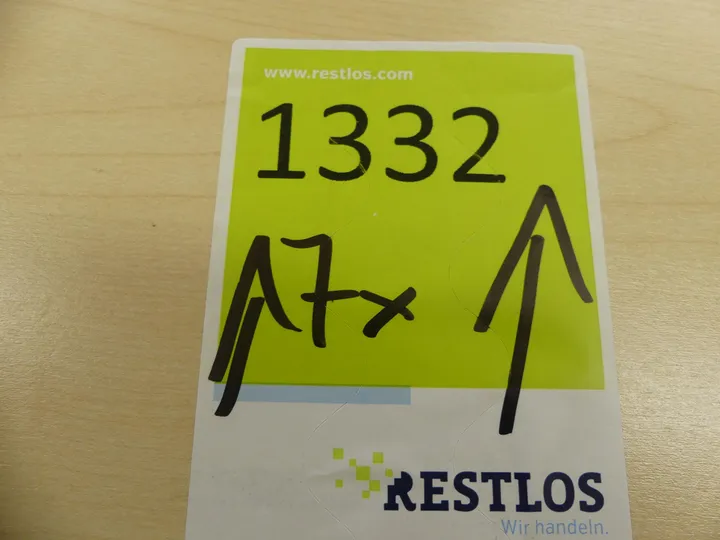 www.restlos.com
1332
↑ 7x ↑
RESTLOS
Wir handeln.